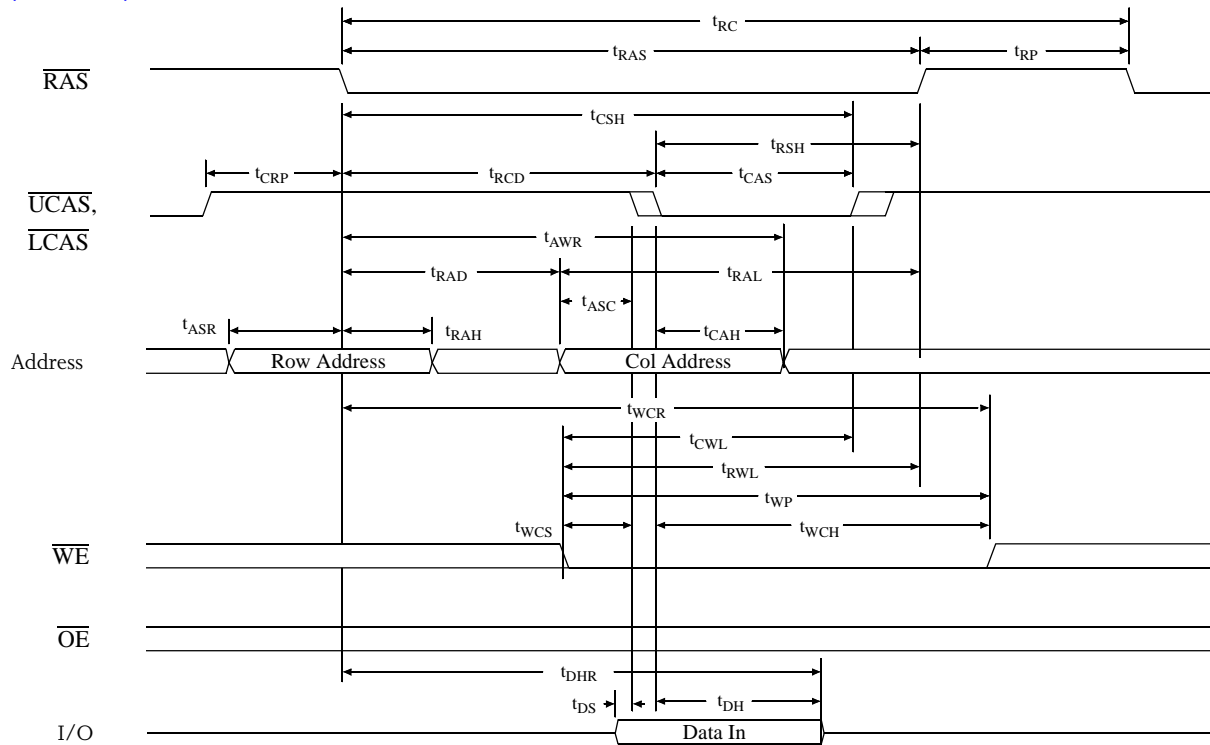 tRC
tRAS
tRP
RAS
tCSH
tRSH
tCRP
tRCD
tCAS
UCAS,
LCAS
tAWR
tRAD
tRAL
tASC
tASR
tRAH
tCAH
Address
Row Address
Col Address
tWCR
tCWL
tRWL
tWP
tWCS
tWCH
WE
OE
tDHR
tDS
tDH
I/O
Data In